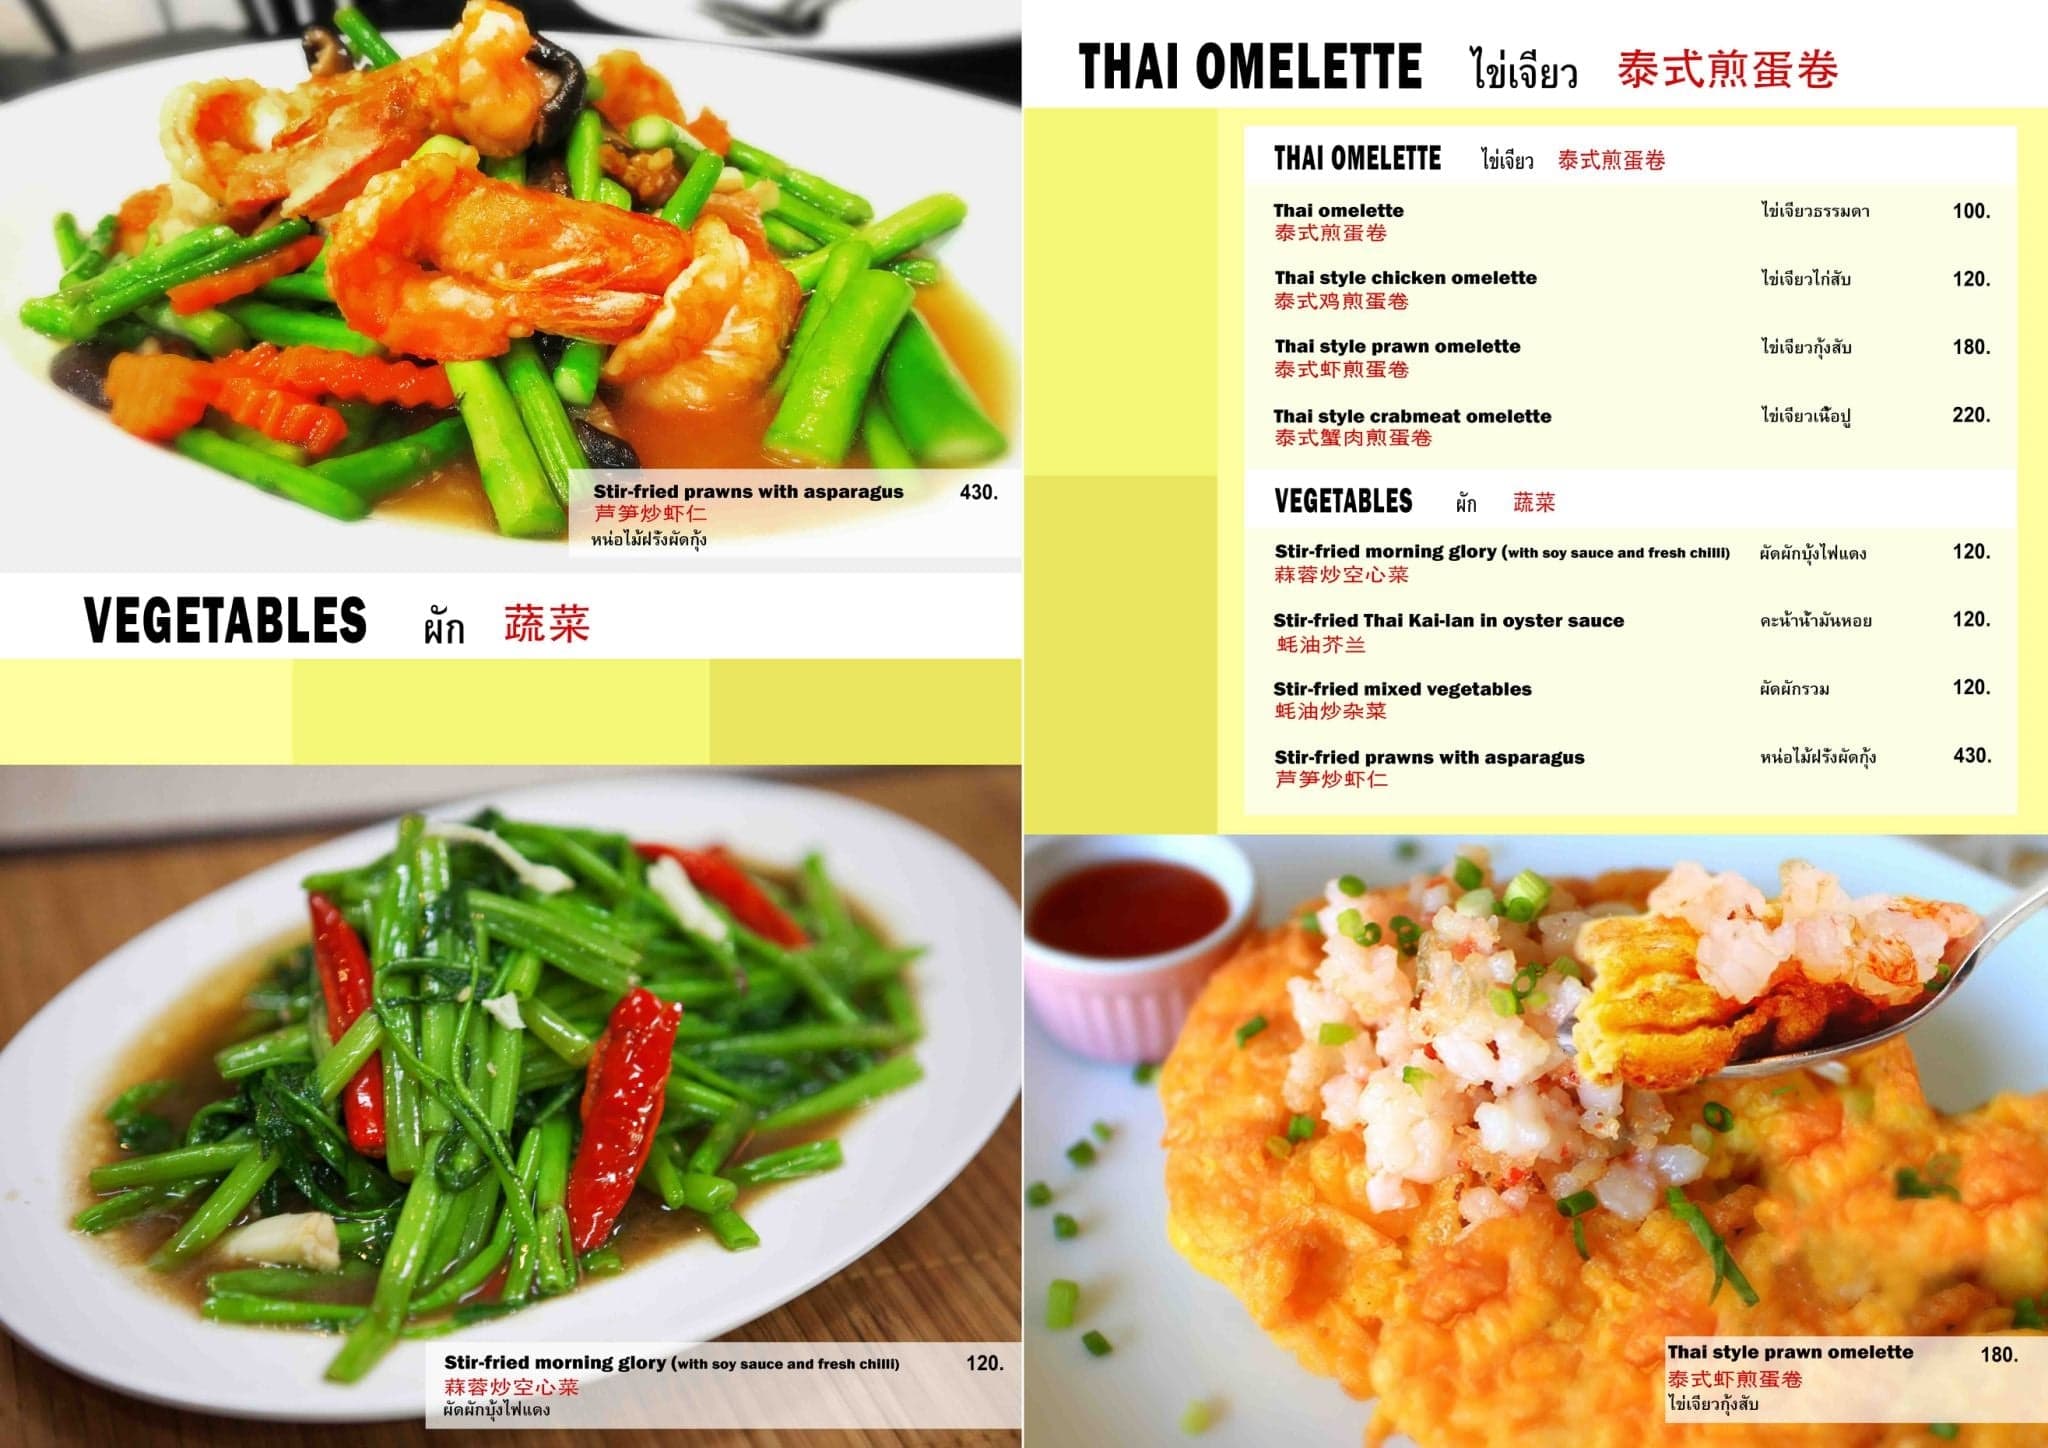 Stir-fried prawns with asparagus 430.
芦笋炒虾仁
หน่อไม้ฝรั่งผัดกุ้ง
VEGETABLES ผัก 蔬菜
Stir-fried morning glory (with soy sauce and fresh chilli) 120.
蒜蓉炒空心菜
ผัดผักบุ้งไฟแดง
THAI OMELETTE ไข่เจียว 泰式煎蛋卷
THAI OMELETTE ไข่เจียว 泰式煎蛋卷
Thai omelette ไข่เจียวธรรมดา 100.
泰式煎蛋卷
Thai style chicken omelette ไข่เจียวไก่สับ 120.
泰式鸡煎蛋卷
Thai style prawn omelette ไข่เจียวกุ้งสับ 180.
泰式虾煎蛋卷
Thai style crabmeat omelette ไข่เจียวเนื้อปู 220.
泰式蟹肉煎蛋卷
VEGETABLES ผัก 蔬菜
Stir-fried morning glory (with soy sauce and fresh chilli) ผัดผักบุ้งไฟแดง 120.
蒜蓉炒空心菜
Stir-fried Thai Kai-lan in oyster sauce คะน้าน้ำมันหอย 120.
蚝油芥兰
Stir-fried mixed vegetables ผัดผักรวม 120.
蚝油炒杂菜
Stir-fried prawns with asparagus หน่อไม้ฝรั่งผัดกุ้ง 430.
芦笋炒虾仁
Thai style prawn omelette 180.
泰式虾煎蛋卷
ไข่เจียวกุ้งสับ